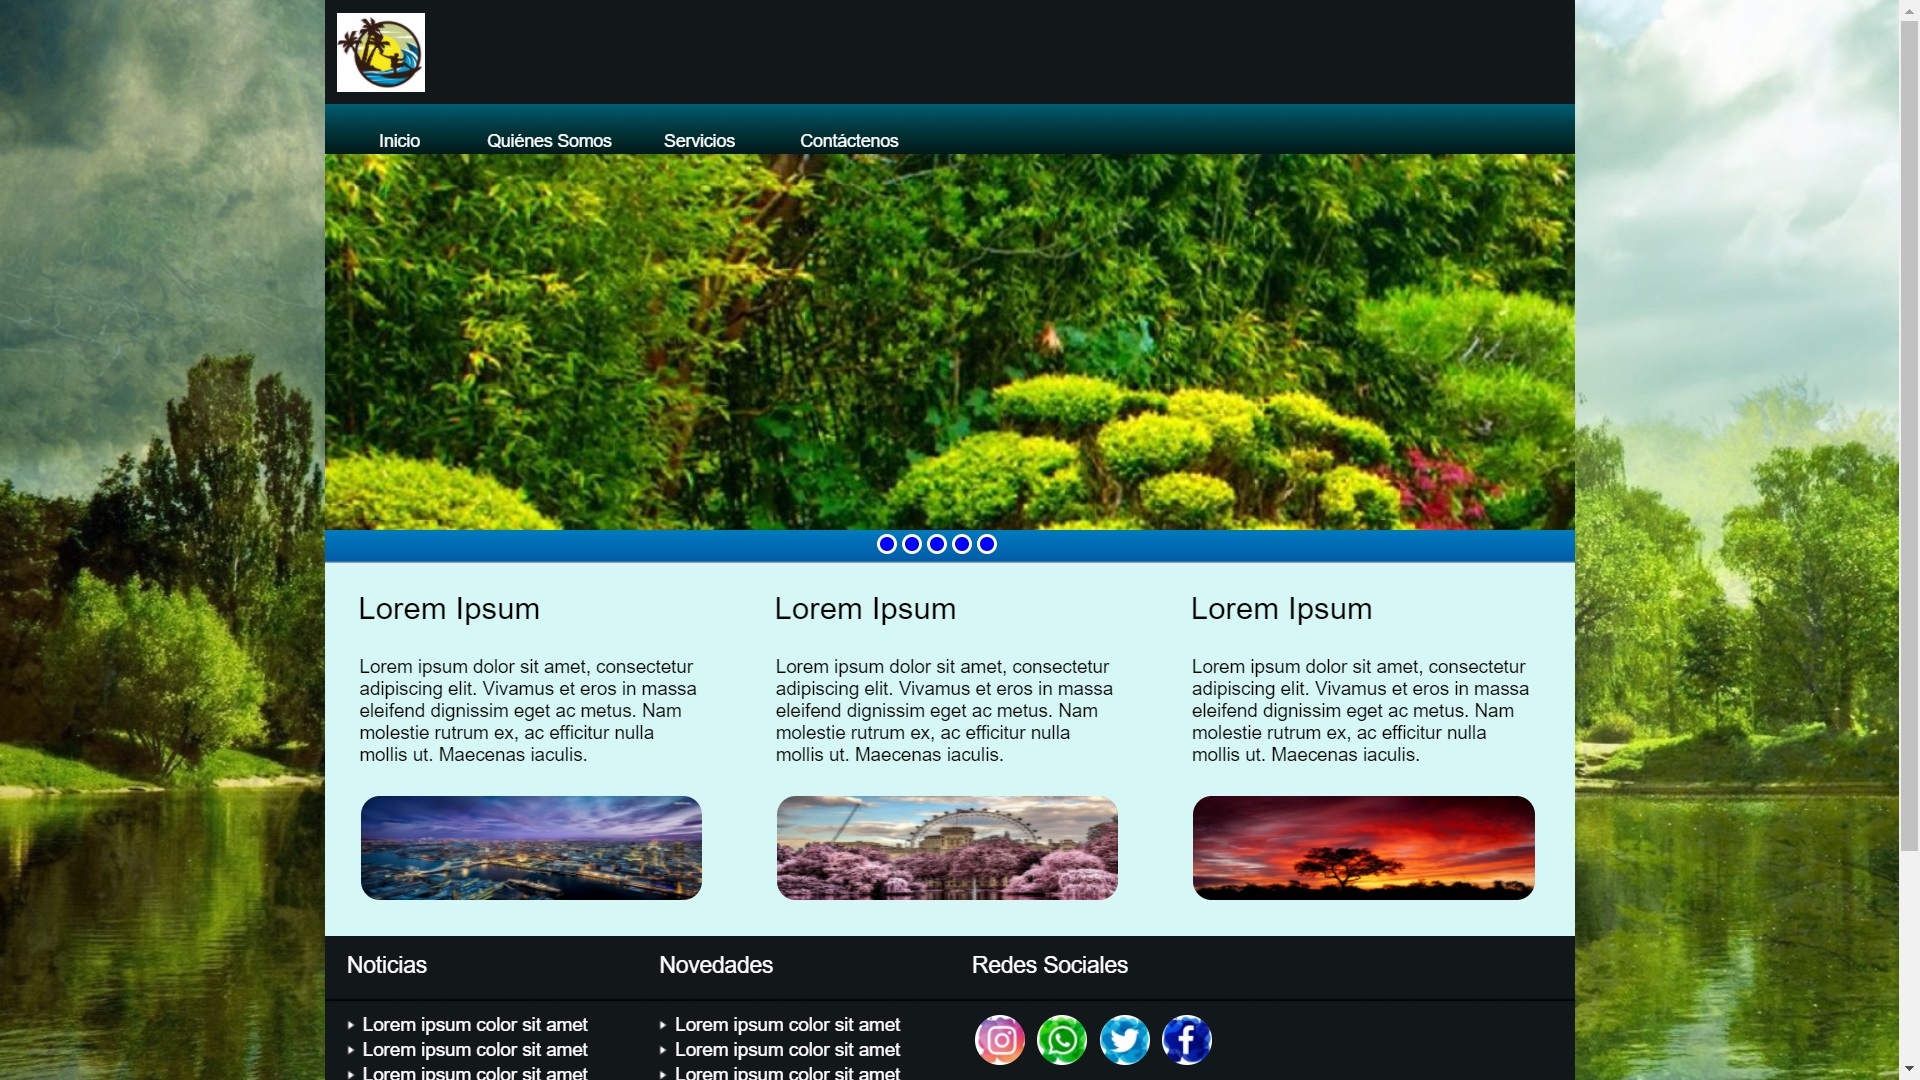 Inicio
Quiénes Somos
Servicios
Contáctenos
Lorem Ipsum
Lorem ipsum dolor sit amet, consectetur
adipiscing elit. Vivamus et eros in massa
eleifend dignissim eget ac metus. Nam
molestie rutrum ex, ac efficitur nulla
mollis ut. Maecenas iaculis.
Lorem Ipsum
Lorem ipsum dolor sit amet, consectetur
adipiscing elit. Vivamus et eros in massa
eleifend dignissim eget ac metus. Nam
molestie rutrum ex, ac efficitur nulla
mollis ut. Maecenas iaculis.
Lorem Ipsum
Lorem ipsum dolor sit amet, consectetur
adipiscing elit. Vivamus et eros in massa
eleifend dignissim eget ac metus. Nam
molestie rutrum ex, ac efficitur nulla
mollis ut. Maecenas iaculis.
Noticias
Lorem ipsum color sit amet
Lorem ipsum color sit amet
Lorem ipsum color sit amet
Novedades
Lorem ipsum color sit amet
Lorem ipsum color sit amet
Lorem ipsum color sit amet
Redes Sociales